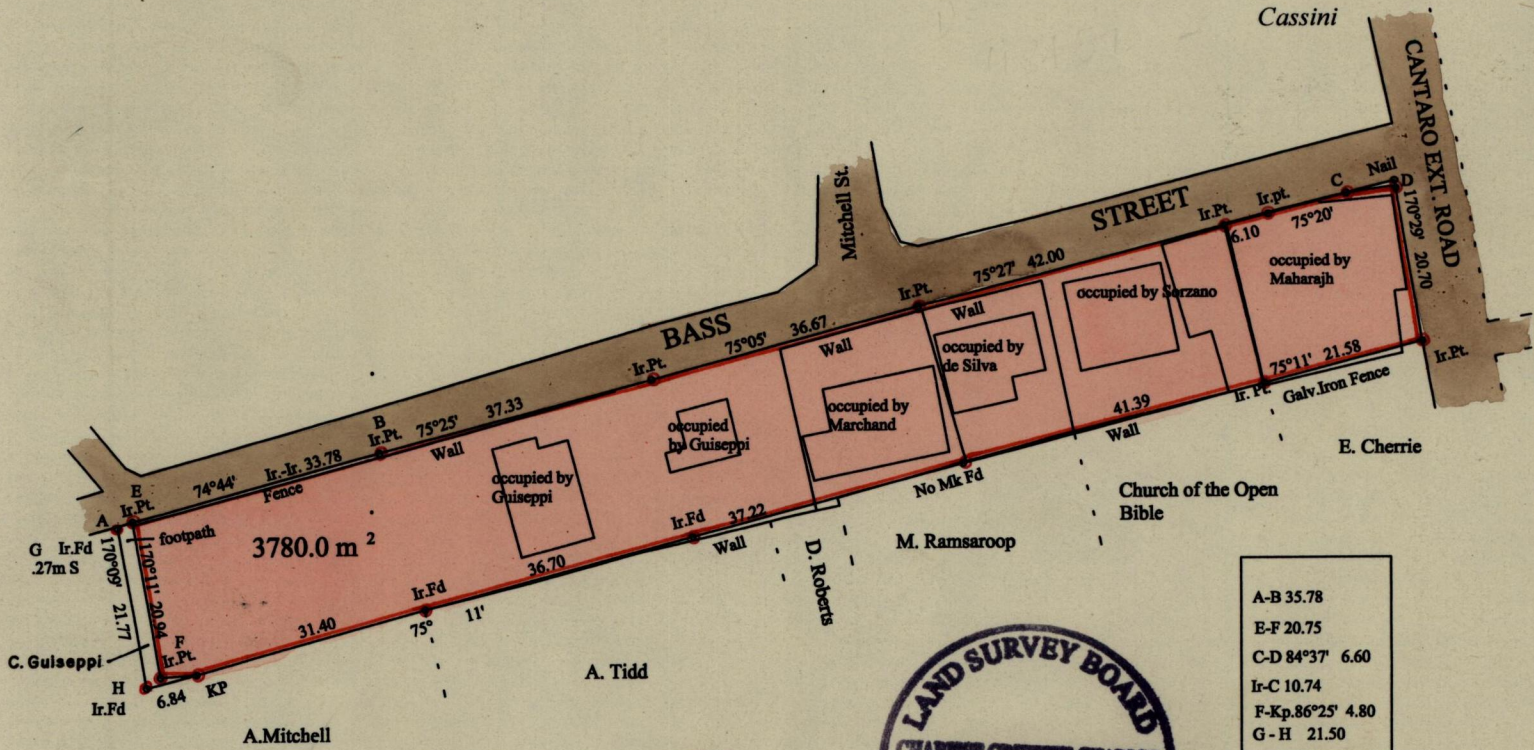 Cassini
CANTARO EXT. ROAD
Mitchell St.
BASS STREET
Nail
C
D
Ir.Pt.
Ir.pt.
6.10
75°20'
170°29' 20.70
occupied by
Maharajh
75°27' 42.00
Ir.Pt.
Wall
occupied by Sorzano
75°05' 36.67
Wall
occupied by
de Silva
Ir.Pt.
occupied by
Marchand
75°11' 21.58
Ir.Pt.
Galv.Iron Fence
Ir. Pt.
41.39
Wall
B
Ir.Pt.
75°25' 37.33
Wall
occupied
by Guiseppi
occupied by
Guiseppi
E. Cherrie
74°44' Ir.-Ir. 33.78
Fence
No Mk Fd
Church of the Open
Bible
E
Ir.Pt.
A
footpath
3780.0 m 2
Ir.Fd
37.22
Wall
M. Ramsaroop
D. Roberts
G Ir.Fd
.27m S
170°09' 21.77
170°11' 20.94
36.70
Ir.Fd
75° 11'
31.40
F
Ir.Pt.
C. Guiseppi
H
Ir.Fd
6.84
KP
A. Tidd
A.Mitchell
LAND SURVEY BOARD
A-B 35.78
E-F 20.75
C-D 84°37' 6.60
Ir-C 10.74
F-Kp.86°25' 4.80
G - H 21.50